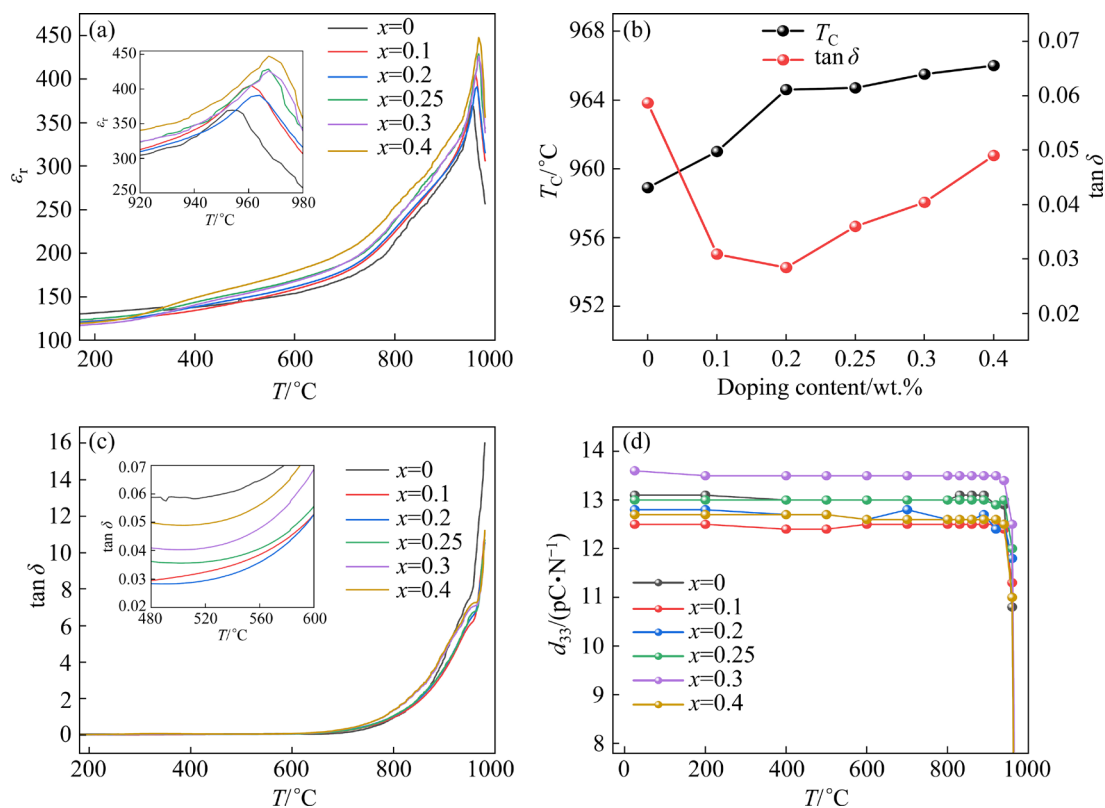 (a)
450
400
350
300
250
200
150
100
εr
200 400 600 800 1000
T/°C
x=0
x=0.1
x=0.2
x=0.25
x=0.3
x=0.4
450
400
350
300
250
εr
920 940 960 980
T/°C
(b)
968
964
960
956
952
TC/°C
TC
tan δ
0.07
0.06
0.05
0.04
0.03
0.02
tan δ
0 0.1 0.2 0.25 0.3 0.4
Doping content/wt.%
(c)
16
14
12
10
8
6
4
2
0
tan δ
200 400 600 800 1000
T/°C
0.07
0.06
0.05
0.04
0.03
0.02
tan δ
480 520 560 600
T/°C
x=0
x=0.1
x=0.2
x=0.25
x=0.3
x=0.4
(d)
14
13
12
11
10
9
8
d33/(pC•N−1)
x=0
x=0.1
x=0.2
x=0.25
x=0.3
x=0.4
0 200 400 600 800 1000
T/°C